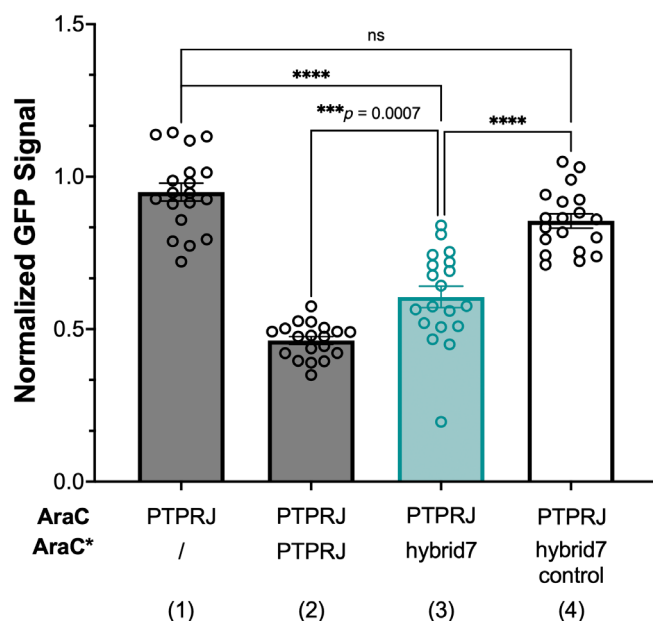 1.5
ns
****
***p = 0.0007
****
1.0
Normalized GFP Signal
0.5
0.0
AraC PTPRJ PTPRJ PTPRJ PTPRJ
AraC* / PTPRJ hybrid7 hybrid7
control
(1) (2) (3) (4)